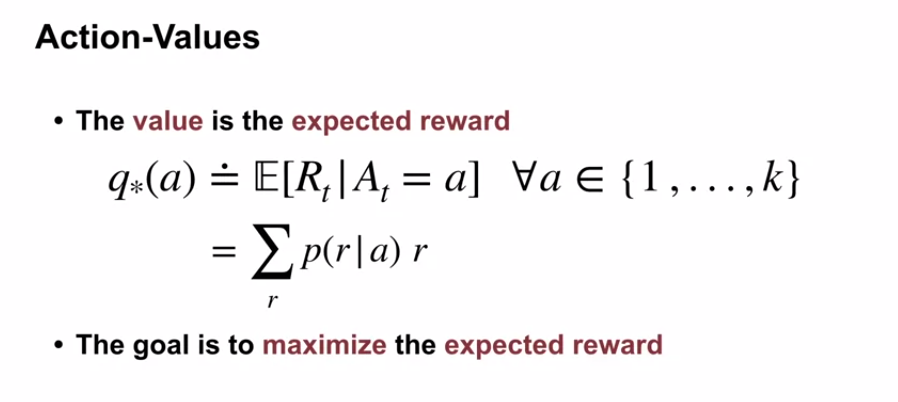 Action-Values
• The value is the expected reward
q∗(a) ≐ 𝔼[Rₜ|Aₜ = a] ∀a ∈ {1,...,k}
= ∑ p(r|a) r
r
• The goal is to maximize the expected reward